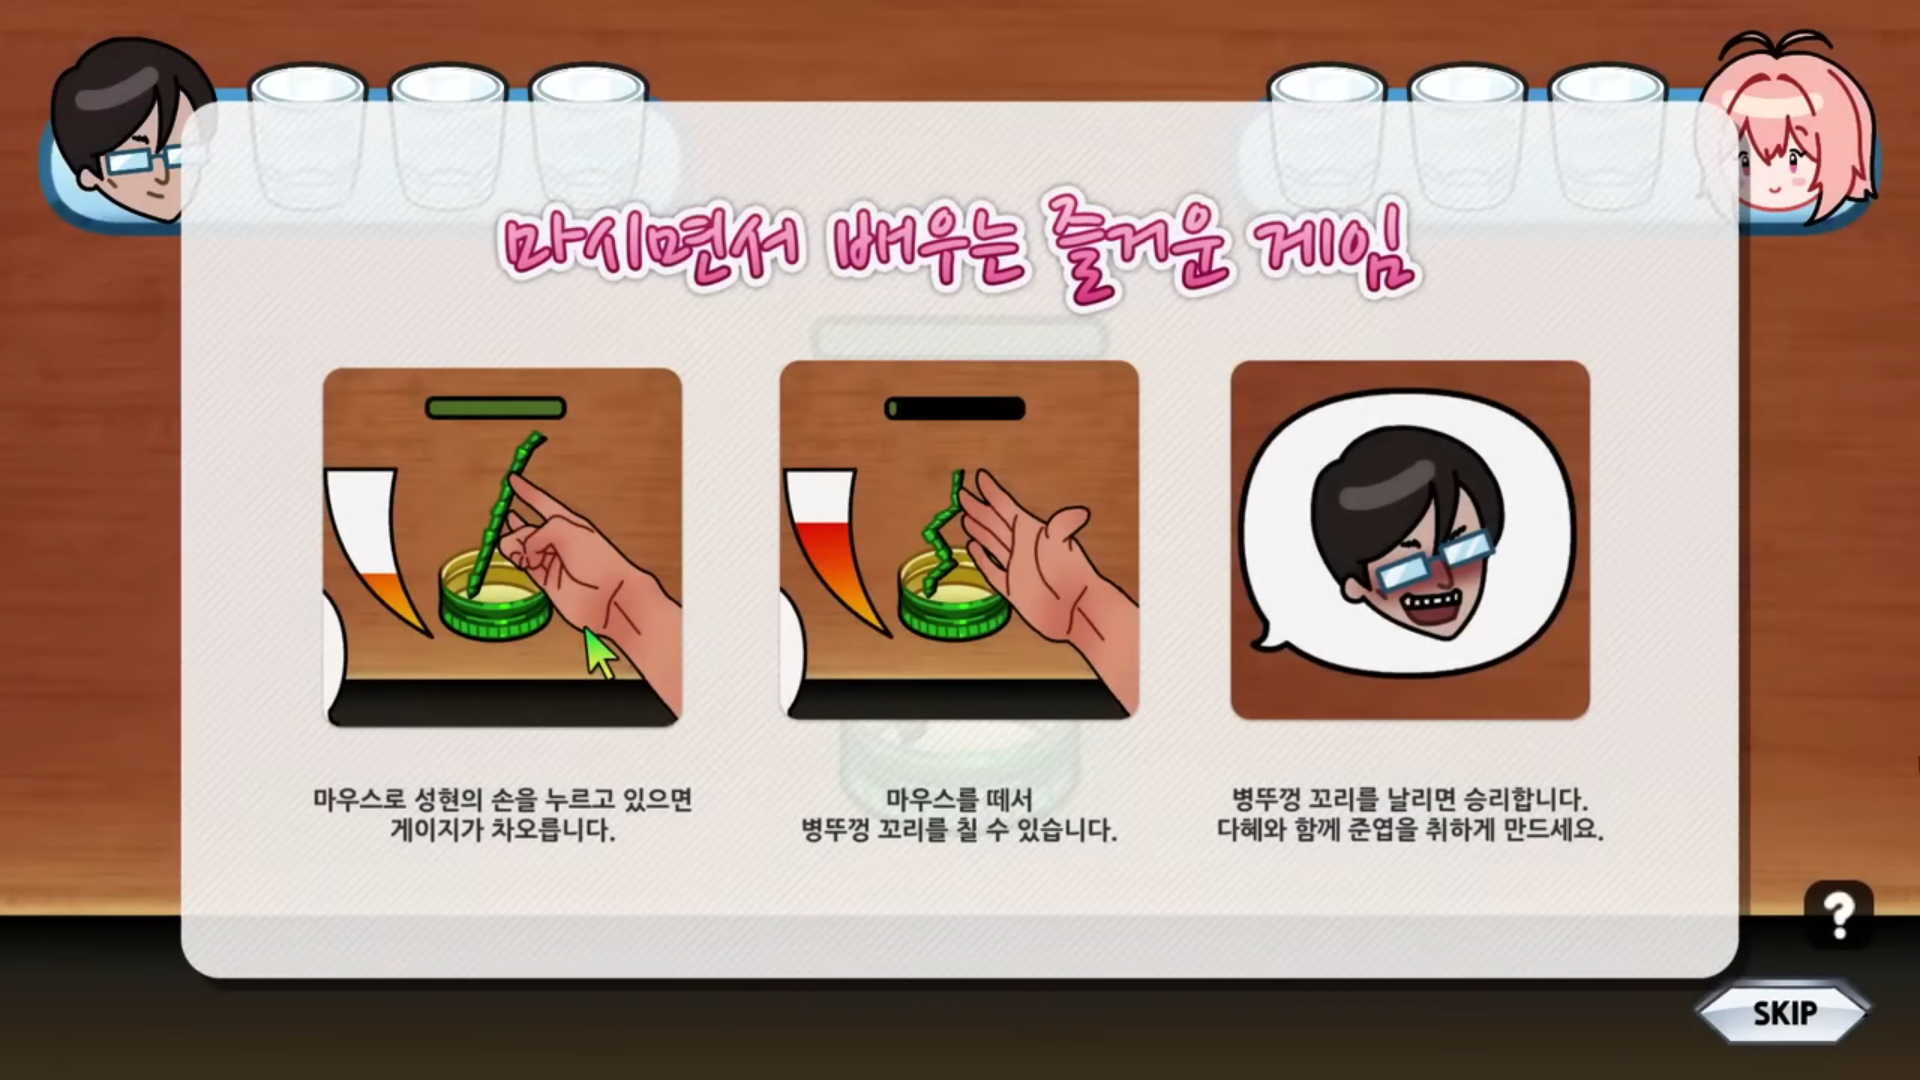 마시면서 배우는 즐거운 게임
마우스로 성현의 손을 누르고 있으면
게이지가 차오릅니다.
마우스를 떼서
병뚜껑 꼬리를 칠 수 있습니다.
병뚜껑 꼬리를 날리면 승리합니다.
다혜와 함께 준엽을 취하게 만드세요.
?
SKIP